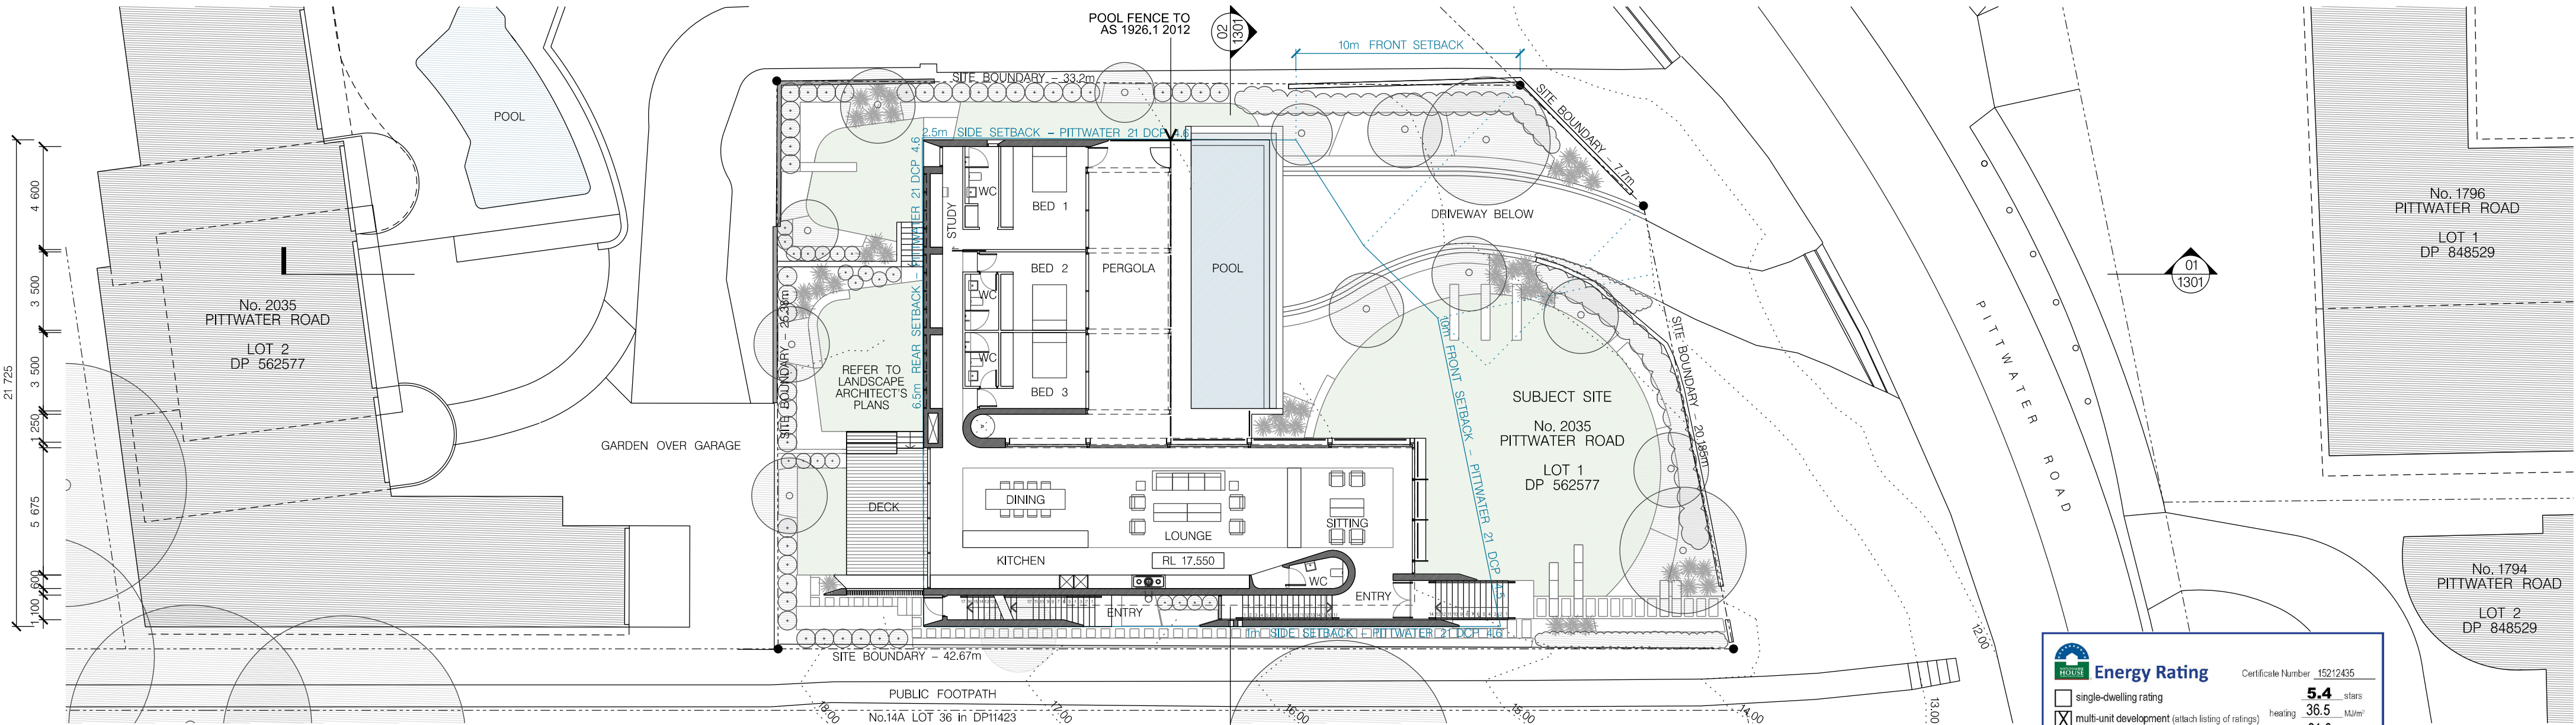 POOL FENCE TO
AS 1926.1 2012
02
1301
10m FRONT SETBACK
SITE BOUNDARY - 33.2m
SITE BOUNDARY - 7.7m
POOL
2.5m SIDE SETBACK - PITTWATER 21 DCP 4.6
6.5m REAR SETBACK - PITTWATER 21 DCP 4.6
STUDY
WC
BED 1
BED 2
WC
WC
BED 3
PERGOLA
POOL
DRIVEWAY BELOW
No. 1796
PITTWATER ROAD
LOT 1
DP 848529
01
1301
21 725
4 600
3 500
3 500
1 250
5 675
600
1 100
No. 2035
PITTWATER ROAD
LOT 2
DP 562577
GARDEN OVER GARAGE
REFER TO
LANDSCAPE
ARCHITECT'S
PLANS
10m FRONT SETBACK - PITTWATER 21 DCP 4.5
SUBJECT SITE
No. 2035
PITTWATER ROAD
LOT 1
DP 562577
SITE BOUNDARY - 20.185m
PITTWATER ROAD
DECK
DINING
LOUNGE
SITTING
KITCHEN
RL 17.550
WC
ENTRY
ENTRY
1m SIDE SETBACK - PITTWATER 21 DCP 4.6
SITE BOUNDARY - 42.67m
PUBLIC FOOTPATH
No.14A LOT 36 in DP11423
18.00
17.00
16.00
15.00
14.00
13.00
12.00
No. 1794
PITTWATER ROAD
LOT 2
DP 848529
HOUSE
Energy Rating
Certificate Number 15212435
single-dwelling rating
5.4 stars
X multi-unit development (attach listing of ratings)
heating 36.5 MJ/m²